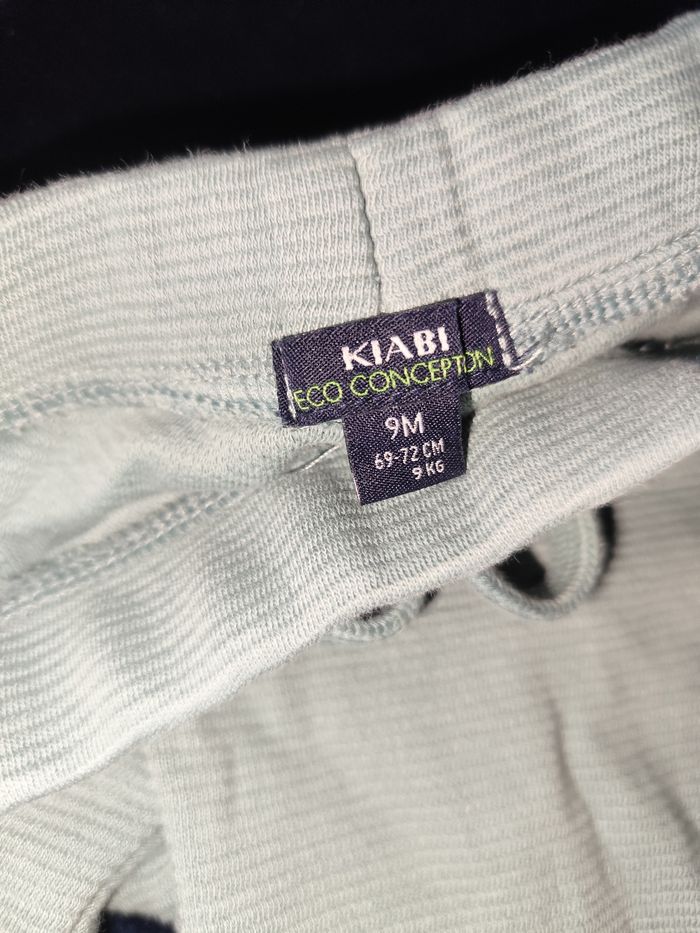 KIABI
ECO CONCEPTION
9M
69-72 CM
9 KG